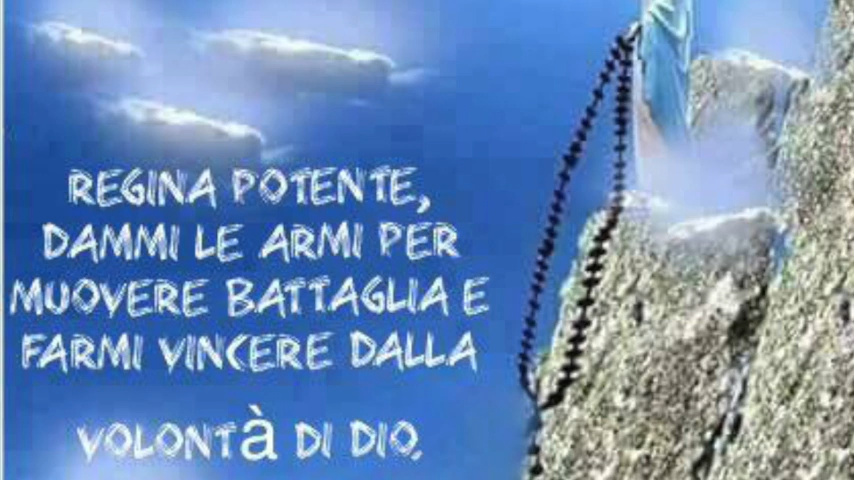 REGINA POTENTE,
DAMMI LE ARMI PER
MUOVERE BATTAGLIA E
FARMI VINCERE DALLA
VOLONTà DI DIO.